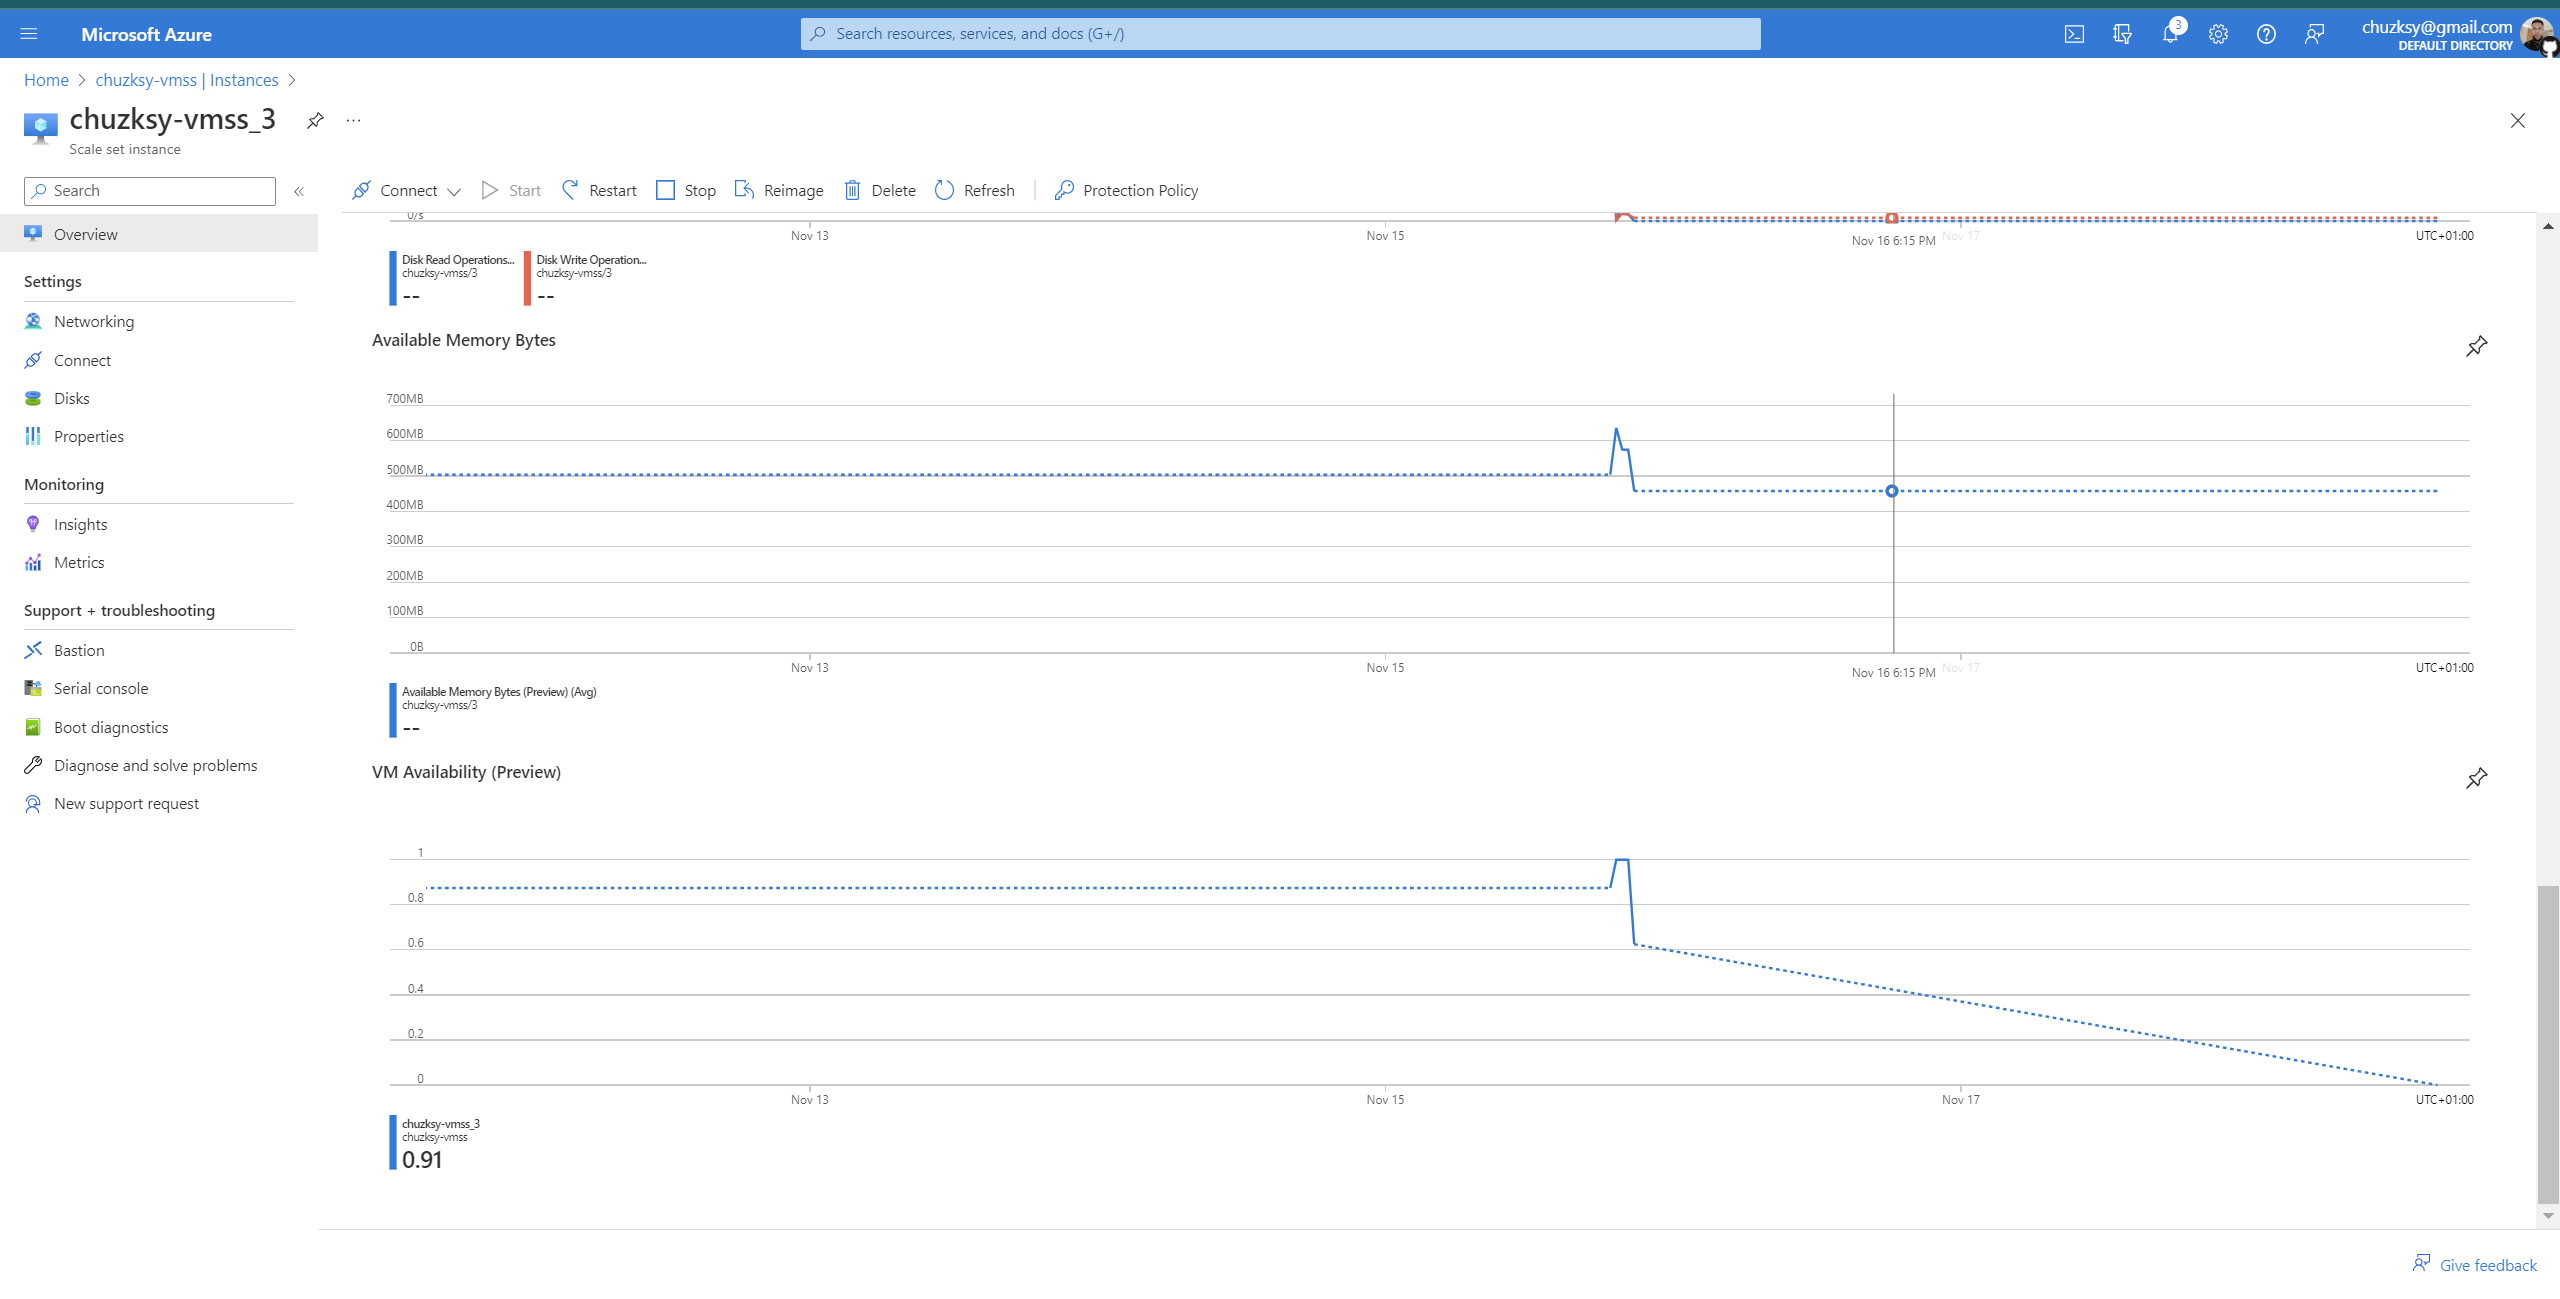 Microsoft Azure
Search resources, services, and docs (G+/)
3
chuzksy@gmail.com
DEFAULT DIRECTORY
Home > chuzksy-vmss | Instances >
chuzksy-vmss_3
Scale set instance
Search
Connect Start Restart Stop Reimage Delete Refresh Protection Policy
Overview
Settings
Networking
Connect
Disks
Properties
Monitoring
Insights
Metrics
Support + troubleshooting
Bastion
Serial console
Boot diagnostics
Diagnose and solve problems
New support request
0/s
Nov 13 Nov 15 Nov 16 6:15 PM Nov 17 UTC+01:00
Disk Read Operations... Disk Write Operation...
chuzksy-vmss/3 chuzksy-vmss/3
-- --
Available Memory Bytes
700MB
600MB
500MB
400MB
300MB
200MB
100MB
0B
Nov 13 Nov 15 Nov 16 6:15 PM Nov 17 UTC+01:00
Available Memory Bytes (Preview) (Avg)
chuzksy-vmss/3
--
VM Availability (Preview)
1
0.8
0.6
0.4
0.2
0
Nov 13 Nov 15 Nov 17 UTC+01:00
chuzksy-vmss_3
chuzksy-vmss
0.91
Give feedback